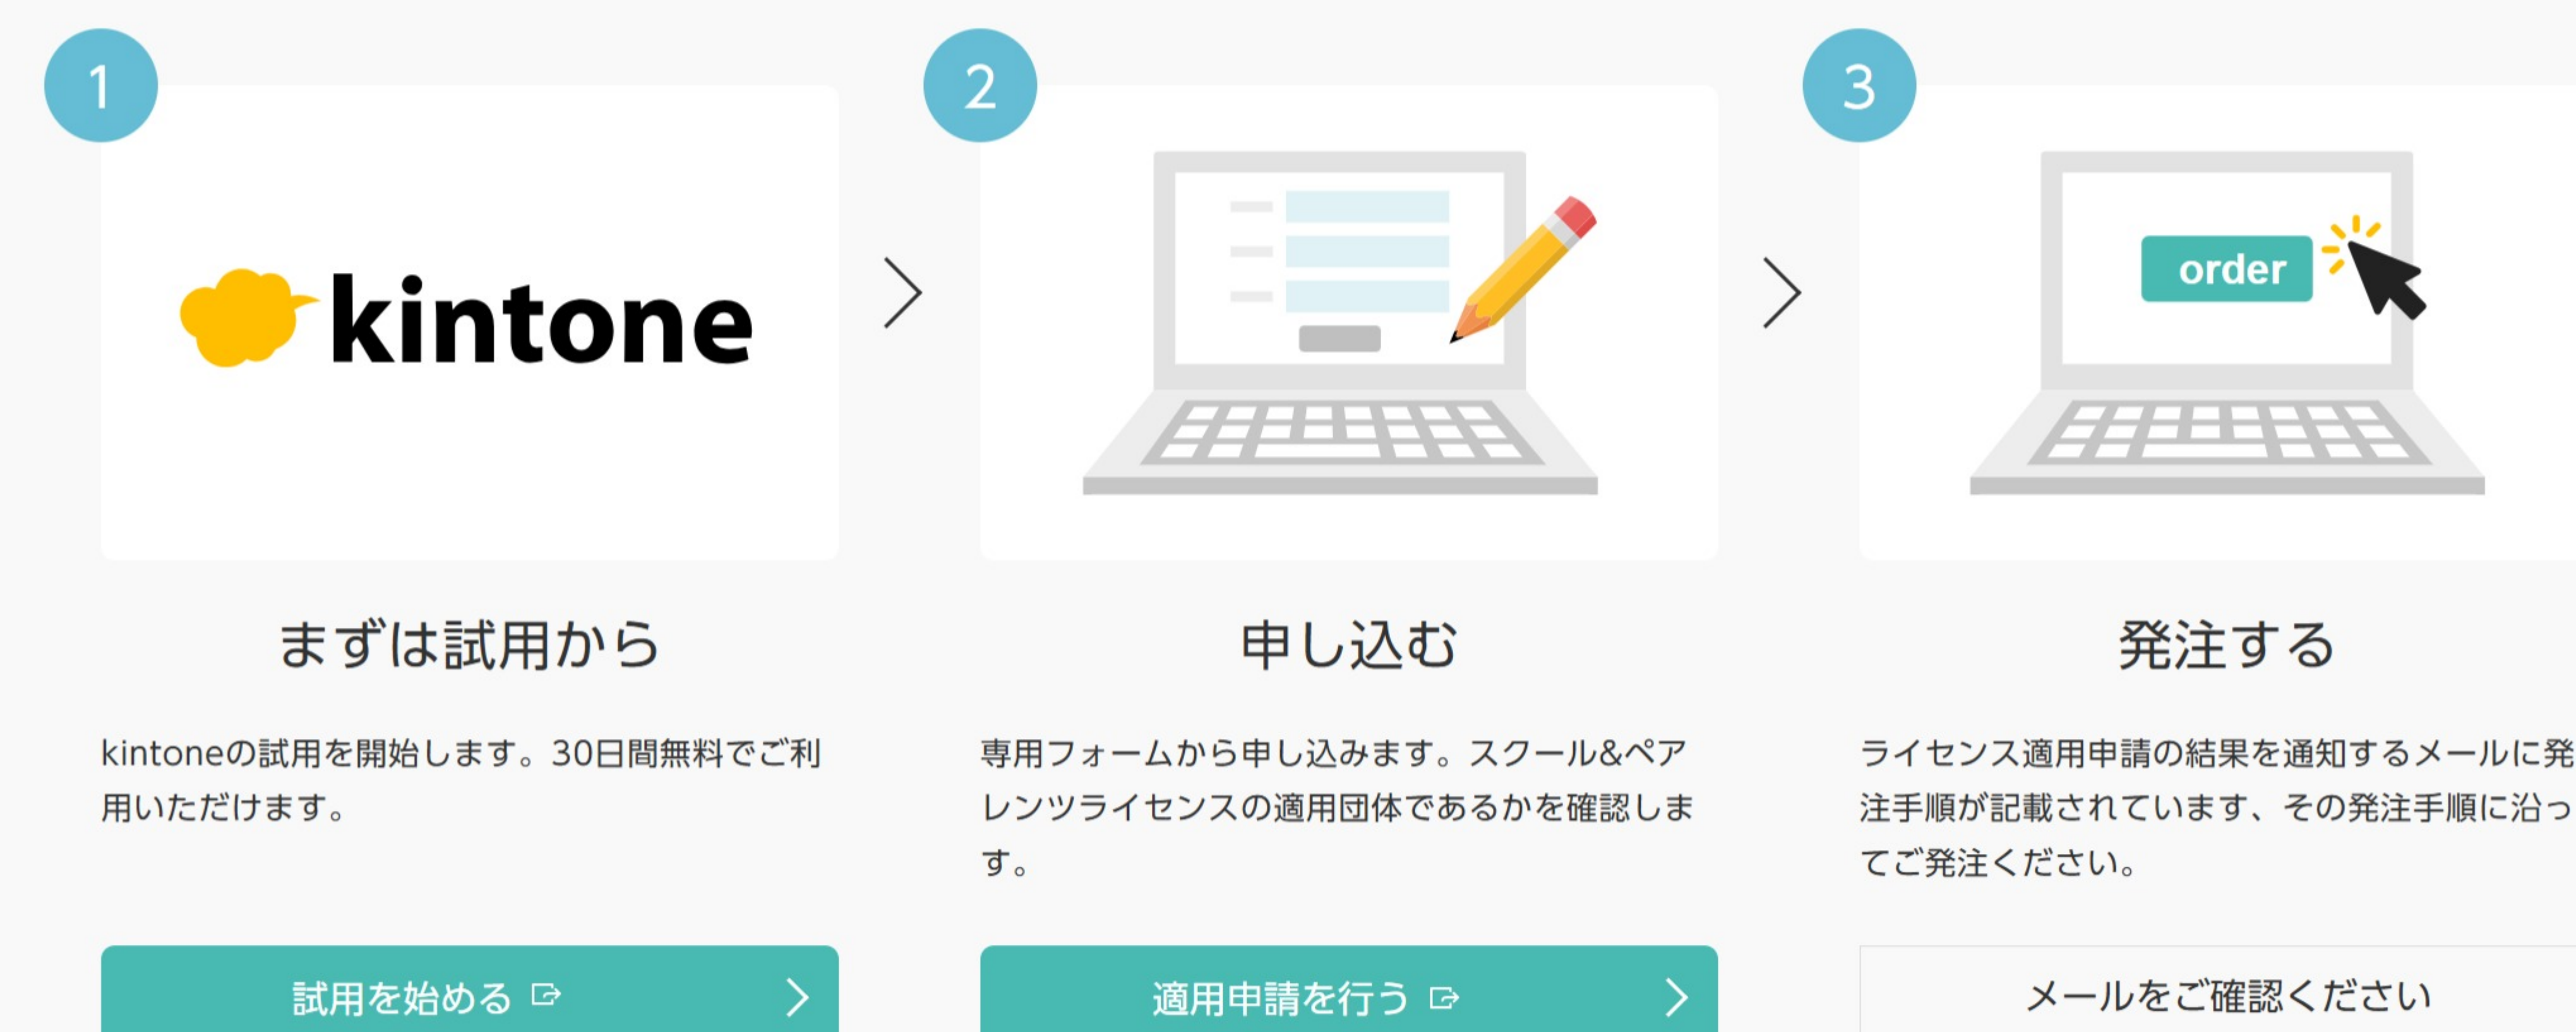 1
kintone
まずは試用から
kintoneの試用を開始します。30日間無料でご利
用いただけます。
試用を始める
2
申し込む
専用フォームから申し込みます。スクール&ペア
レンツライセンスの適用団体であるかを確認しま
す。
適用申請を行う
3
order
発注する
ライセンス適用申請の結果を通知するメールに発
注手順が記載されています、その発注手順に沿っ
てご発注ください。
メールをご確認ください